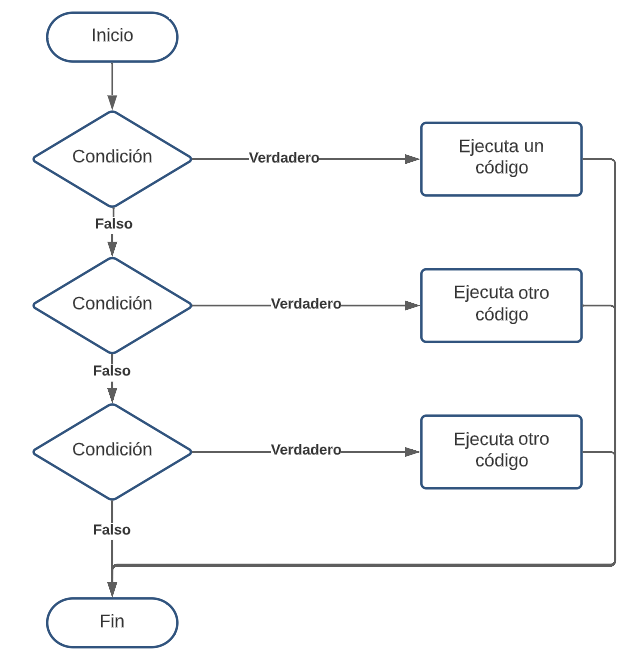 Inicio
Condición
Verdadero
Ejecuta un
código
Falso
Condición
Verdadero
Ejecuta otro
código
Falso
Condición
Verdadero
Ejecuta otro
código
Falso
Fin